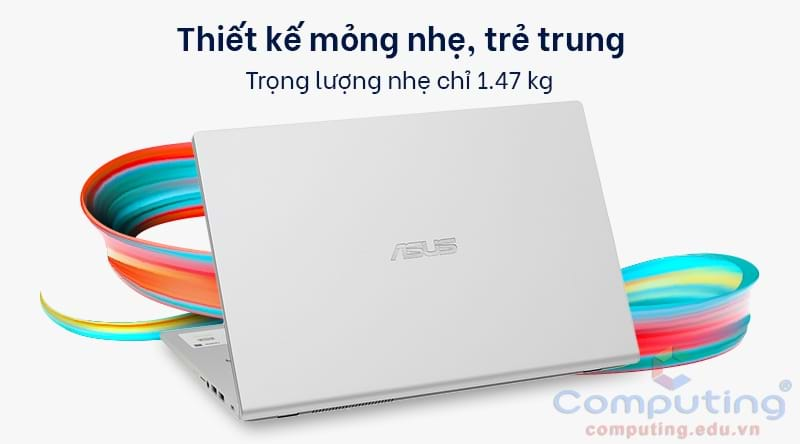 Thiết kế mỏng nhẹ, trẻ trung
Trọng lượng nhẹ chỉ 1.47 kg
ASUS
Computing®
computing.edu.vn